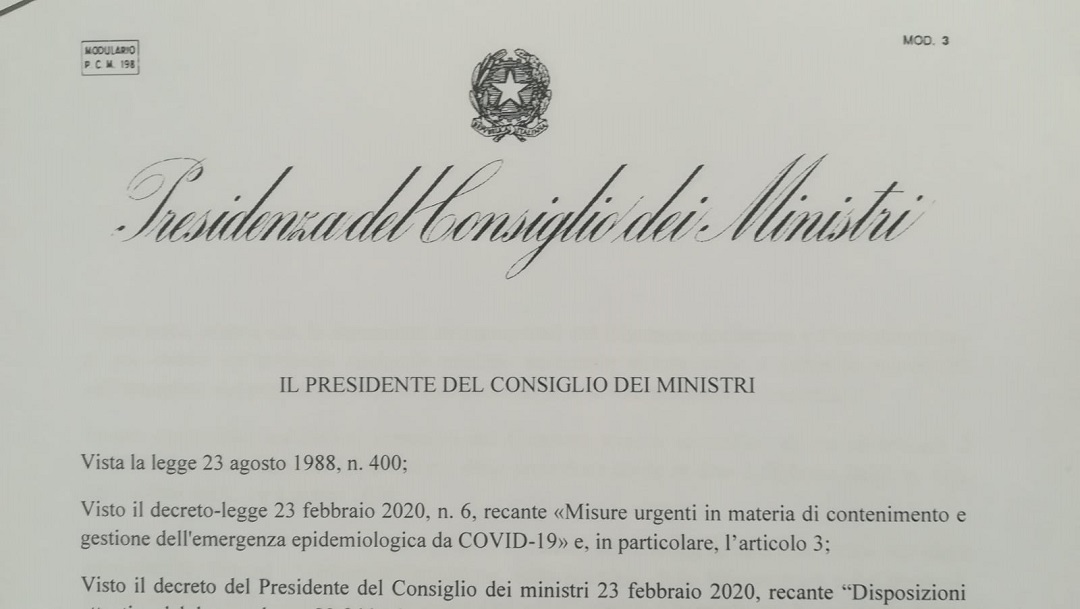 MODULARIO
P. C. M. 198
MOD. 3
REPVBBLICA ITALIANA
Presidenza del Consiglio dei Ministri
IL PRESIDENTE DEL CONSIGLIO DEI MINISTRI
Vista la legge 23 agosto 1988, n. 400;
Visto il decreto-legge 23 febbraio 2020, n. 6, recante «Misure urgenti in materia di contenimento e
gestione dell'emergenza epidemiologica da COVID-19» e, in particolare, l’articolo 3;
Visto il decreto del Presidente del Consiglio dei ministri 23 febbraio 2020, recante “Disposizioni